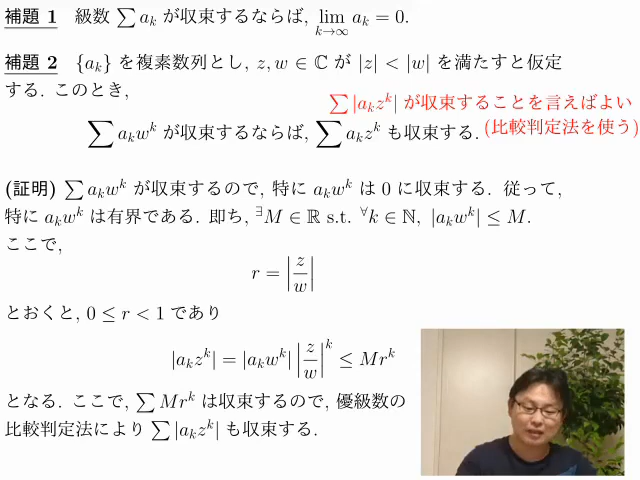 補題 1 級数 ∑ a_k が収束するならば, lim_{k→∞} a_k = 0.
補題 2 {a_k} を複素数列とし, z, w ∈ ℂ が |z| < |w| を満たすと仮定
する. このとき,
∑|a_k z^k| が収束することを言えばよい
(比較判定法を使う)
∑ a_k w^k が収束するならば, ∑ a_k z^k も収束する.
(証明) ∑ a_k w^k が収束するので, 特に a_k w^k は 0 に収束する. 従って,
特に a_k w^k は有界である. 即ち, ^∃M ∈ ℝ s.t. ^∀k ∈ ℕ, |a_k w^k| ≤ M.
ここで,
r = |z/w|
とおくと, 0 ≤ r < 1 であり
|a_k z^k| = |a_k w^k| |z/w|^k ≤ Mr^k
となる. ここで, ∑ Mr^k は収束するので, 優級数の
比較判定法により ∑ |a_k z^k| も収束する.